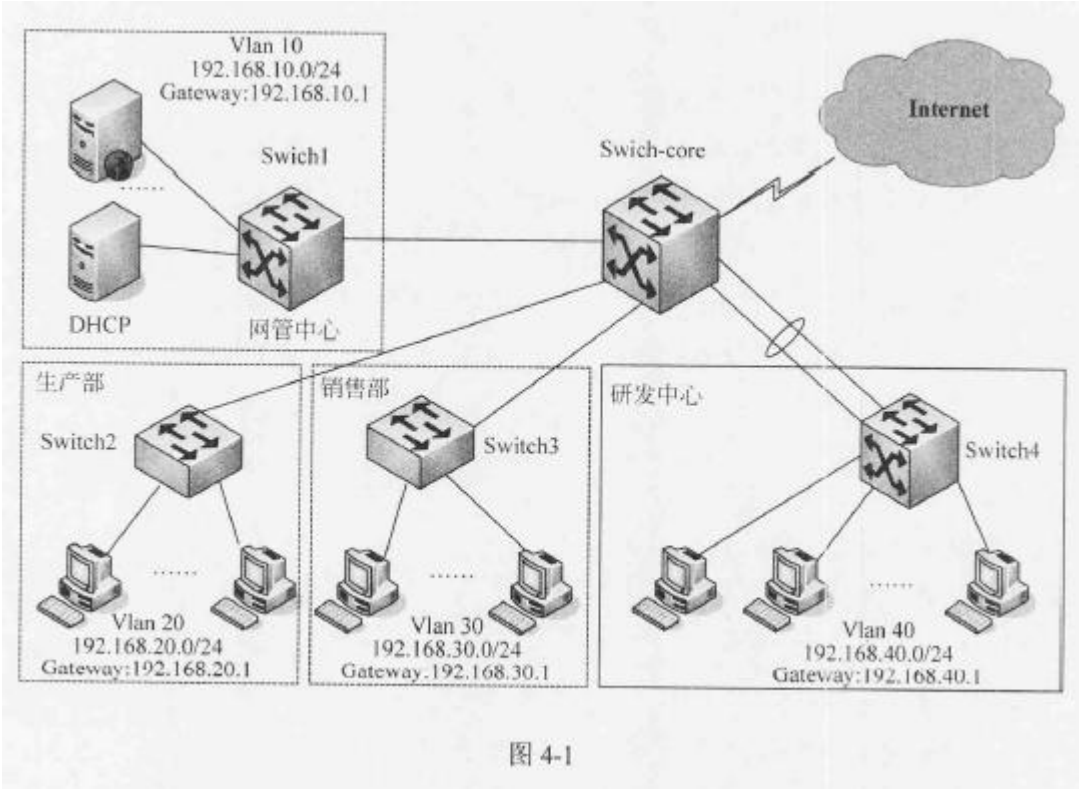 Vlan 10
192.168.10.0/24
Gateway:192.168.10.1
Swich1
……
DHCP
网管中心
Swich-core
Internet
生产部
Switch2
……
Vlan 20
192.168.20.0/24
Gateway:192.168.20.1
销售部
Switch3
……
Vlan 30
192.168.30.0/24
Gateway.192.168.30.1
研发中心
Switch4
……
Vlan 40
192.168.40.0/24
Gateway:192.168.40.1
图 4-1